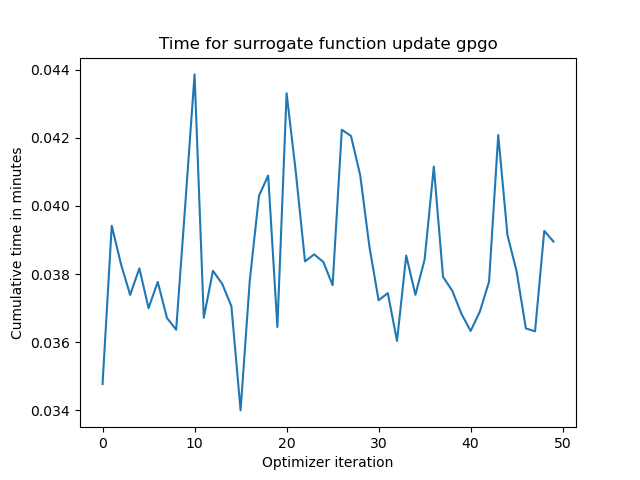 Time for surrogate function update gpgo
0.044
0.042
0.040
0.038
0.036
0.034
Cumulative time in minutes
0 10 20 30 40 50
Optimizer iteration